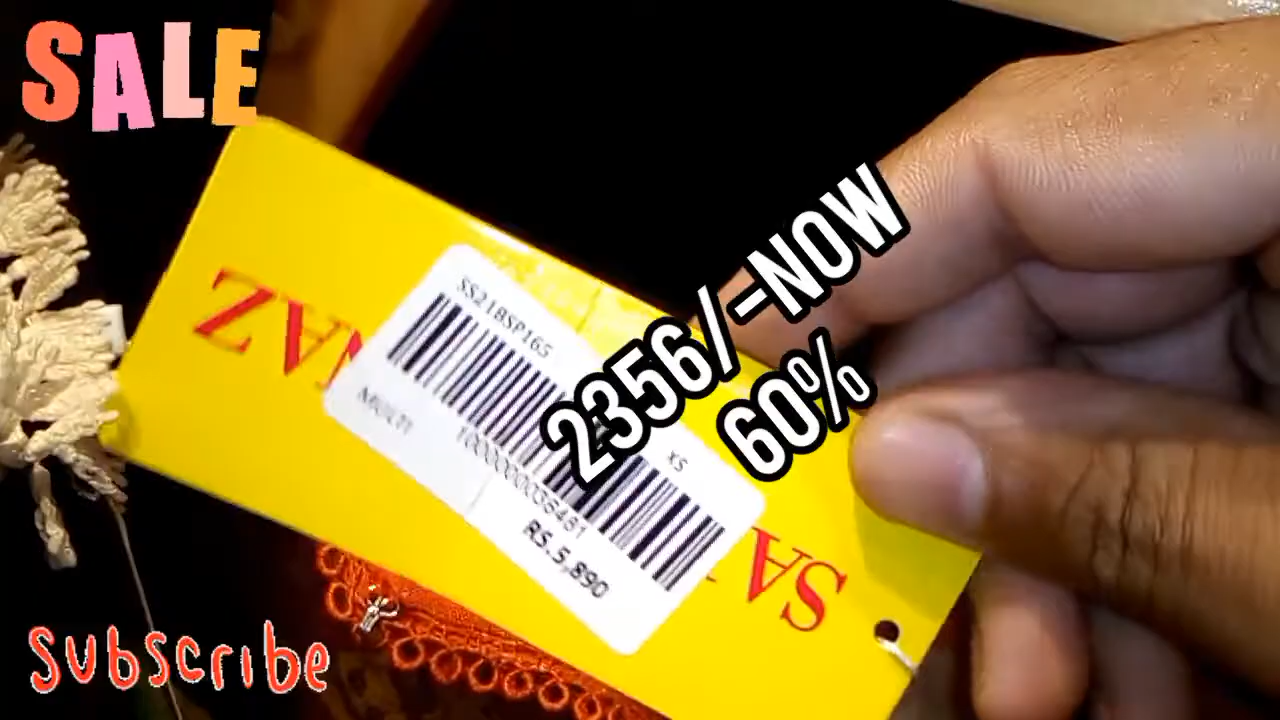 SALE
SS21BSP165
XS
MULTI
RS.5,890
2356/-NOW
60%
subscribe